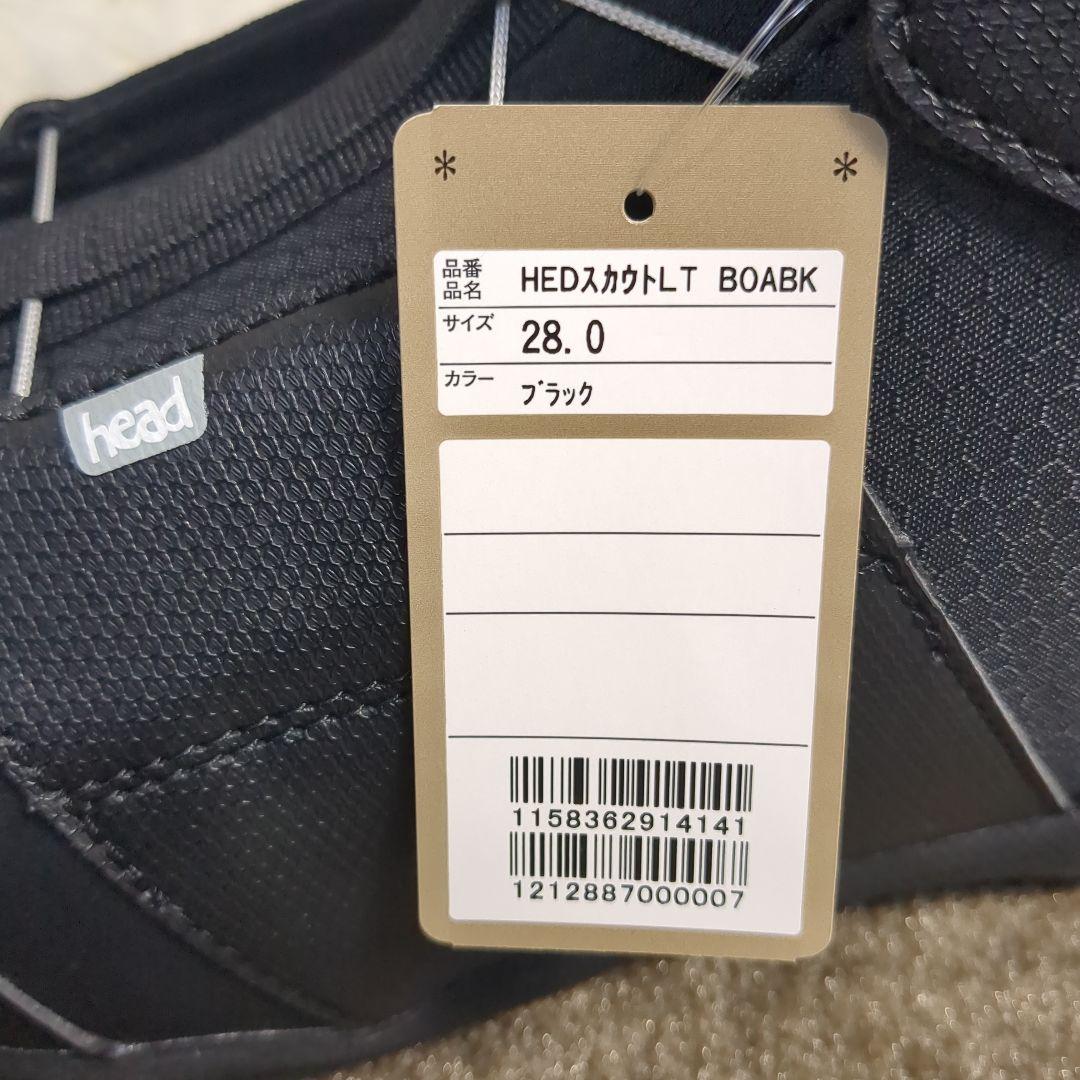 * *
品番
品名 HEDスカウトLT BOABK
サイズ 28.0
カラー ブラック
head
1158362914141
1212887000007